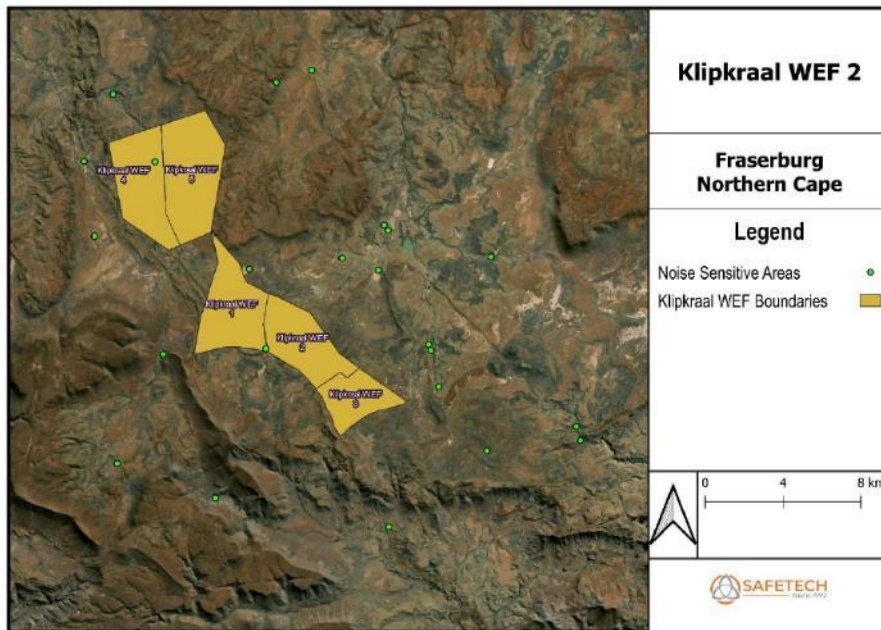 Klipkraal WEF 2
Fraserburg
Northern Cape
Legend
Noise Sensitive Areas
Klipkraal WEF Boundaries
0 4 8 km
SAFETECH
Klipkraal WEF
4
Klipkraal WEF
Klipkraal WEF
1
Klipkraal WEF
2
Klipkraal WEF